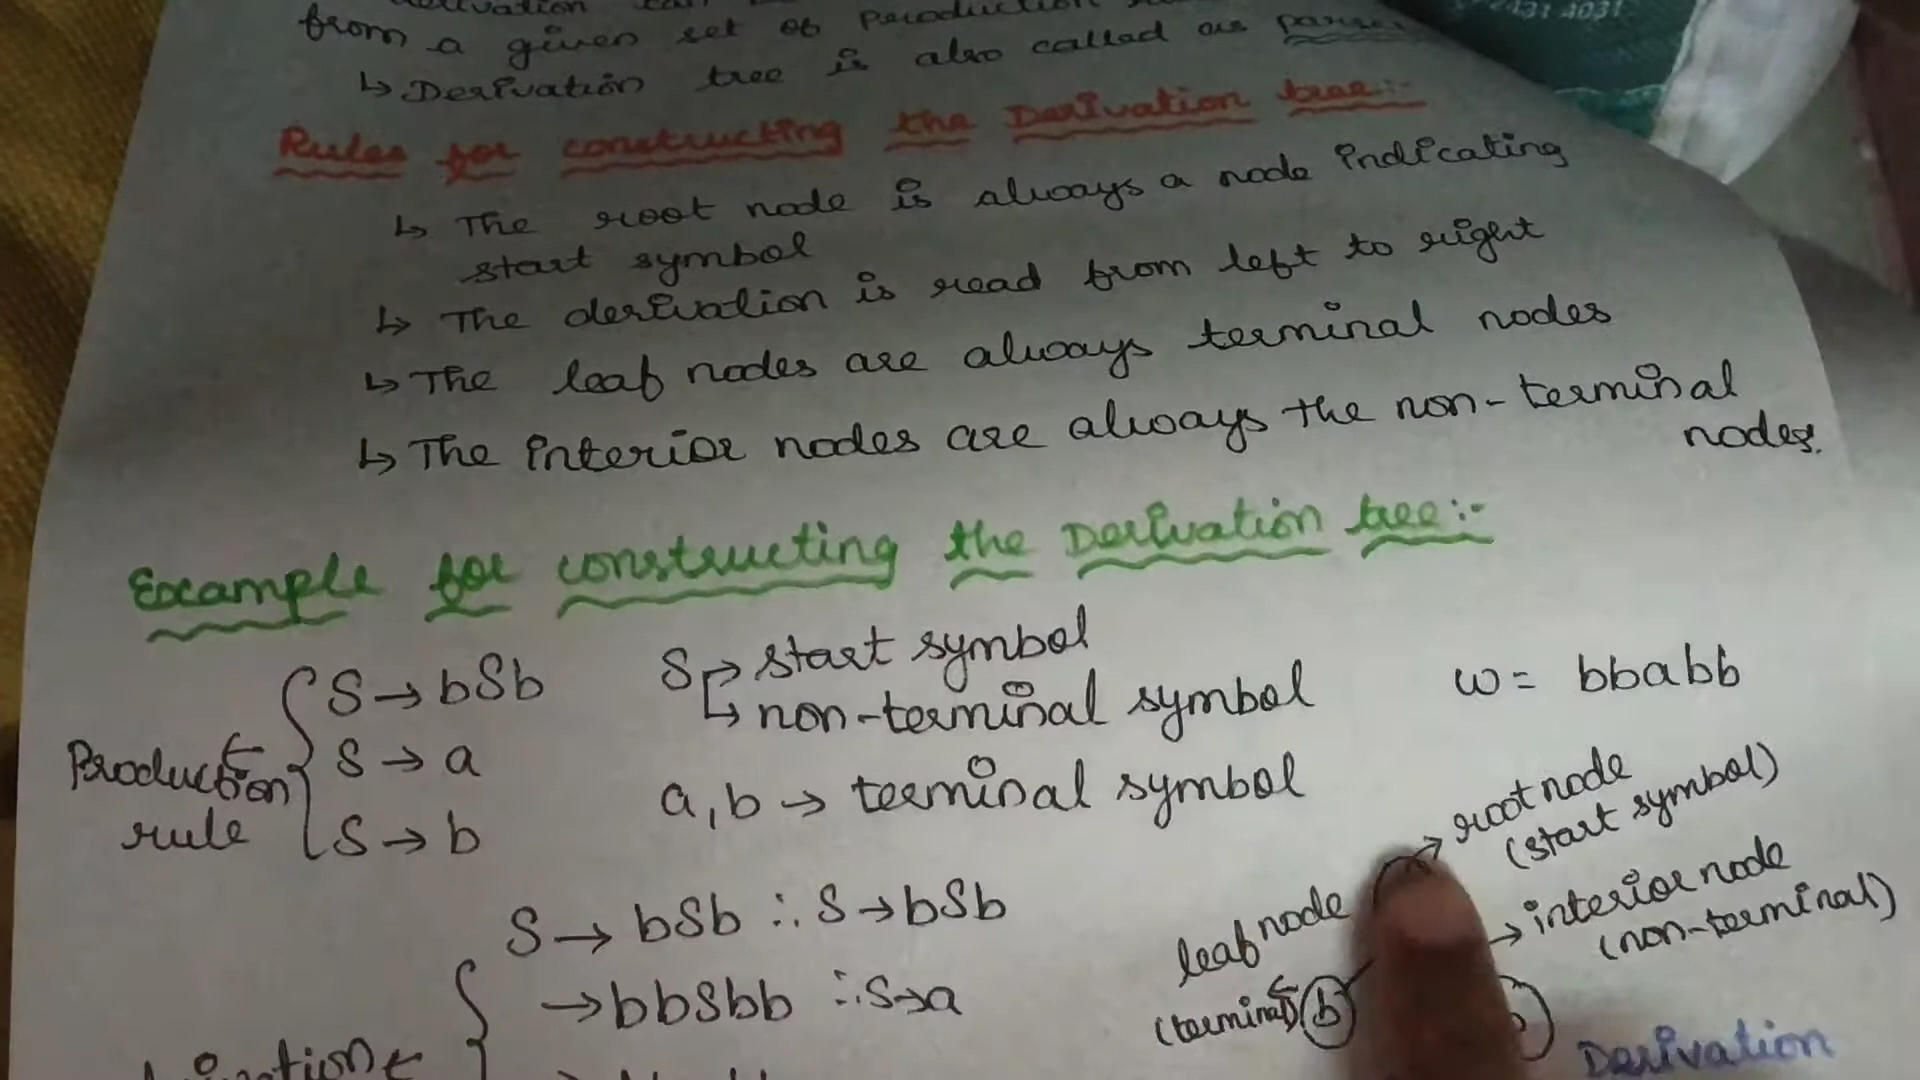 from a given set of production
↳ Derivation tree is also called as
Rules for constructing the Derivation tree:-
↳ The root node is always a node indicating
start symbol
↳ The derivation is read from left to right
↳ The leaf nodes are always terminal nodes
↳ The interior nodes are always the non-terminal
nodes.
Example for constructing the Derivation tree:-
Production rule
S → bSb
S → a
S → b
S → start symbol
↳ non-terminal symbol
a, b → terminal symbol
w = bbabb
S → bSb ∴ S → bSb
→ bbSbb ∴ S → a
→ root node
(start symbol)
→ interior node
(non-terminal)
leaf node
(terminal)
b
Derivation